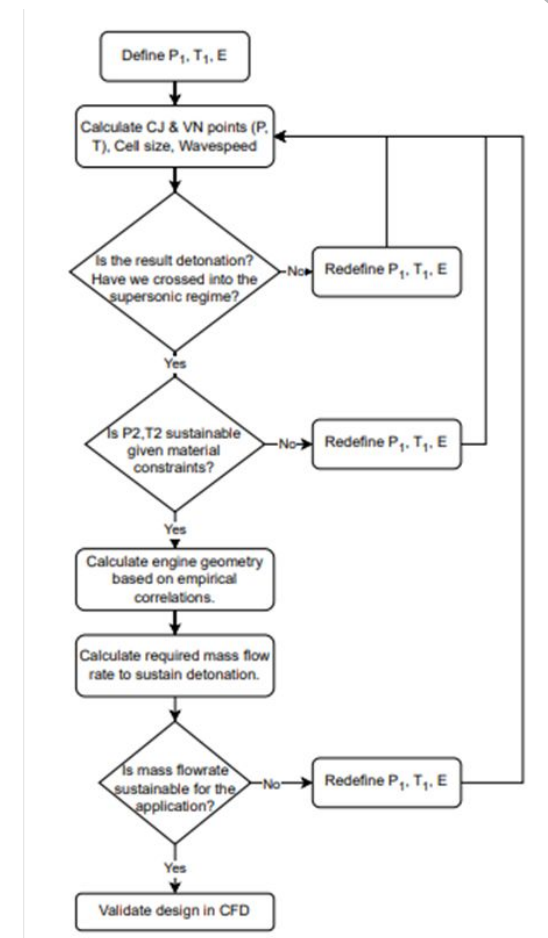 Define P₁, T₁, E
Calculate CJ & VN points (P,
T), Cell size, Wavespeed
Is the result detonation?
Have we crossed into the
supersonic regime?
No
Redefine P₁, T₁, E
Yes
Is P2,T2 sustainable
given material
constraints?
No
Redefine P₁, T₁, E
Yes
Calculate engine geometry
based on empirical
correlations.
Calculate required mass flow
rate to sustain detonation.
Is mass flowrate
sustainable for the
application?
No
Redefine P₁, T₁, E
Yes
Validate design in CFD